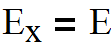 Eₓ = E